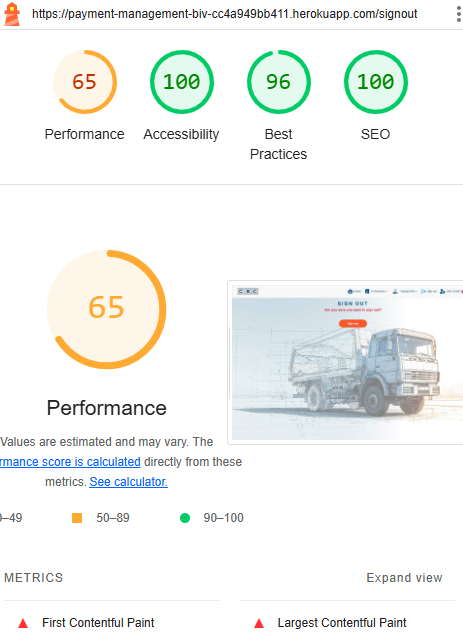 https://payment-management-biv-cc4a949bb411.herokuapp.com/signout
65 100 96 100
Performance Accessibility Best Practices SEO
65
Performance
Values are estimated and may vary. The
rmance score is calculated directly from these
metrics. See calculator.
0–49 50–89 90–100
METRICS Expand view
First Contentful Paint Largest Contentful Paint
SIGN OUT
Are you sure you want to sign out?